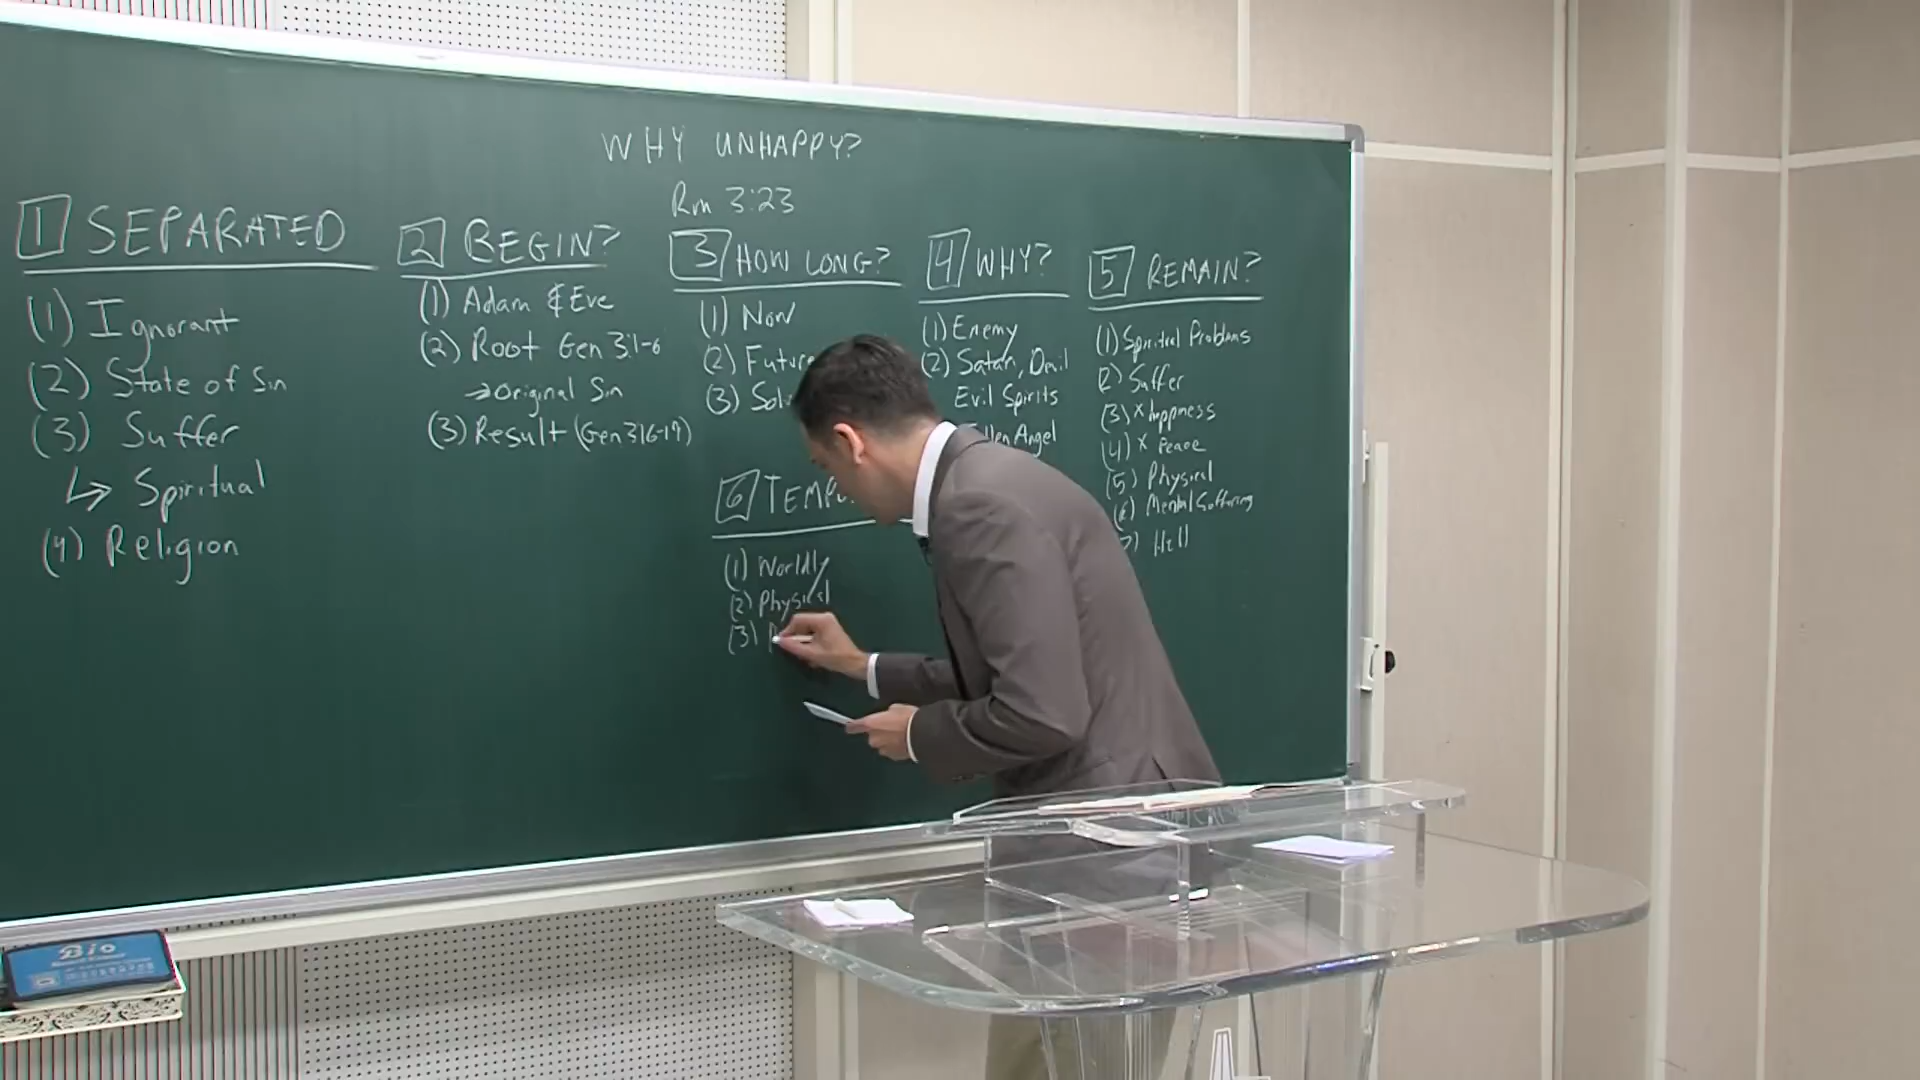 WHY UNHAPPY?
Rm 3:23
1 SEPARATED
(1) Ignorant
(2) State of Sin
(3) Suffer
↳ Spiritual
(4) Religion
2 BEGIN?
(1) Adam & Eve
(2) Root Gen 3:1-6
→Original Sin
(3) Result (Gen 3:16-19)
3 HOW LONG?
(1) Now
(2) Future
(3)
4 WHY?
(1) Enemy
(2) Satan, Devil
Evil Spirits
Angel
5 REMAIN?
(1) Spiritual Problems
(2) Suffer
(3) × happiness
(4) × Peace
(5) Physical
(6) Mental Suffering
(7) Hell
6
(1) Worldly
(2) Physical
(3)
Bio